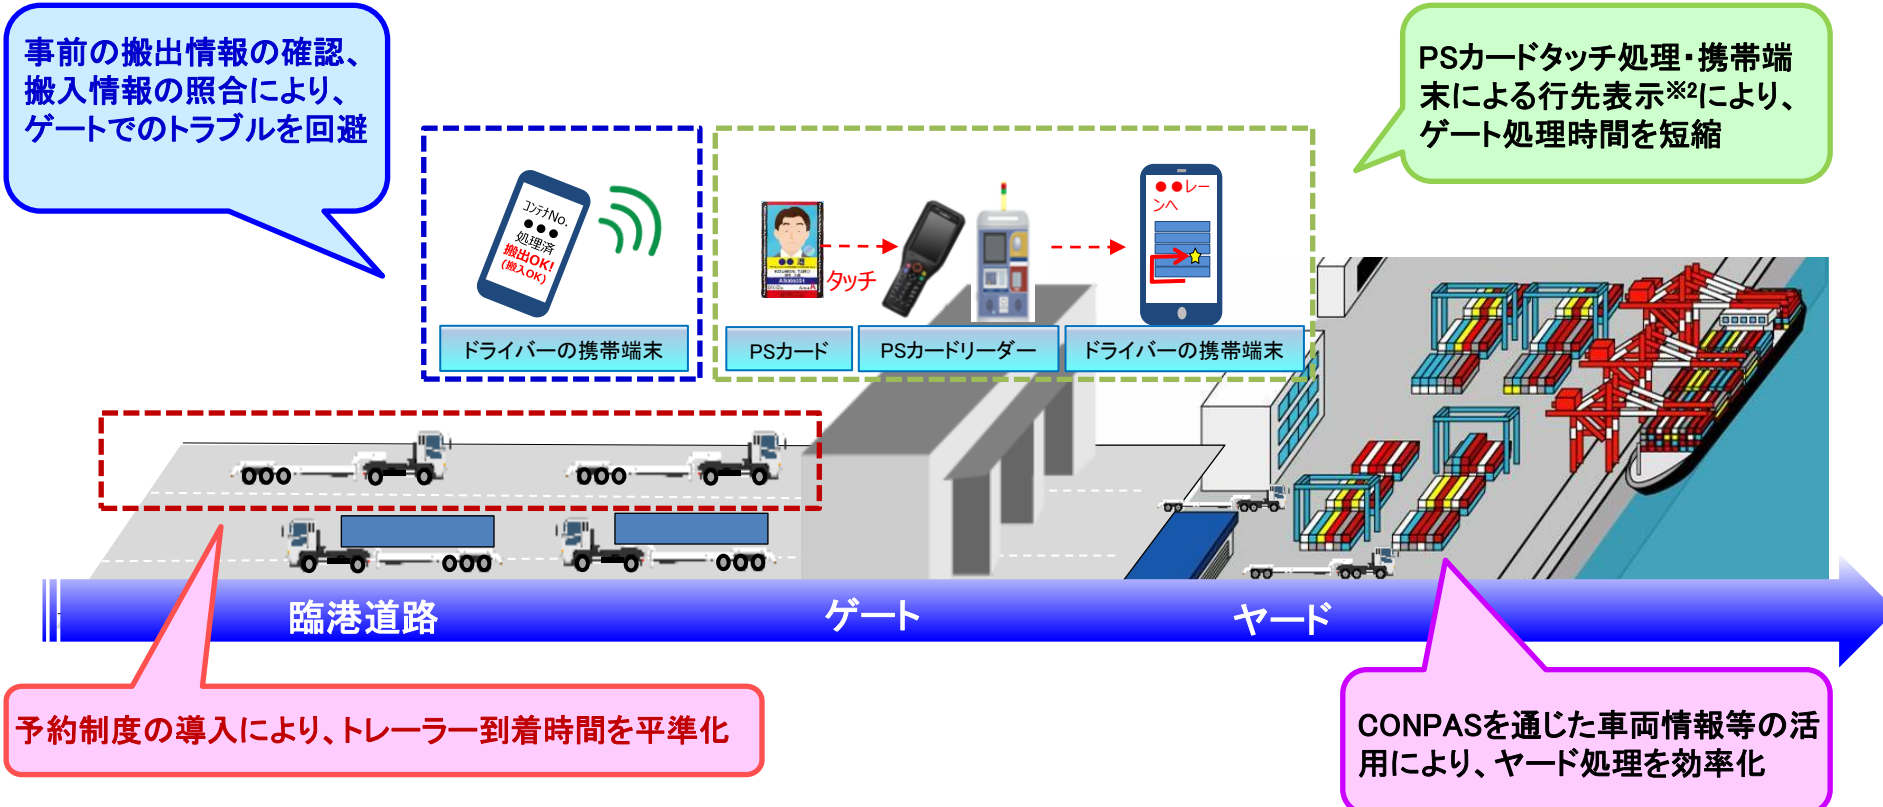 事前の搬出情報の確認、
搬入情報の照合により、
ゲートでのトラブルを回避
PSカードタッチ処理・携帯端
末による行先表示※2により、
ゲート処理時間を短縮
コンテナNo.
●●●
処理済
搬出OK!
(搬入OK)
ドライバーの携帯端末
タッチ
●●レー
ンへ
PSカード
PSカードリーダー
ドライバーの携帯端末
臨港道路
ゲート
ヤード
予約制度の導入により、トレーラー到着時間を平準化
CONPASを通じた車両情報等の活
用により、ヤード処理を効率化